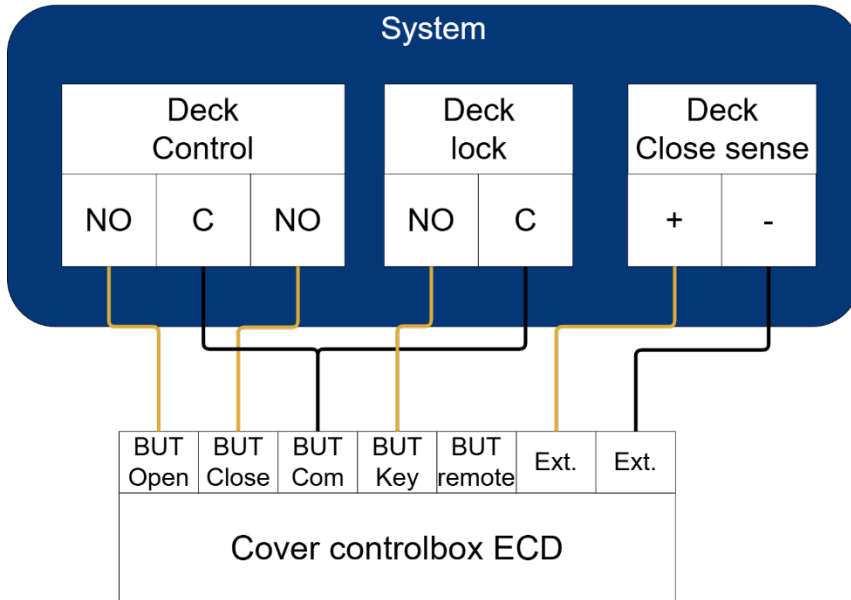 System
Deck
Control
Deck
lock
Deck
Close sense
NO
C
NO
NO
C
+
-
BUT
Open
BUT
Close
BUT
Com
BUT
Key
BUT
remote
Ext.
Ext.
Cover controlbox ECD